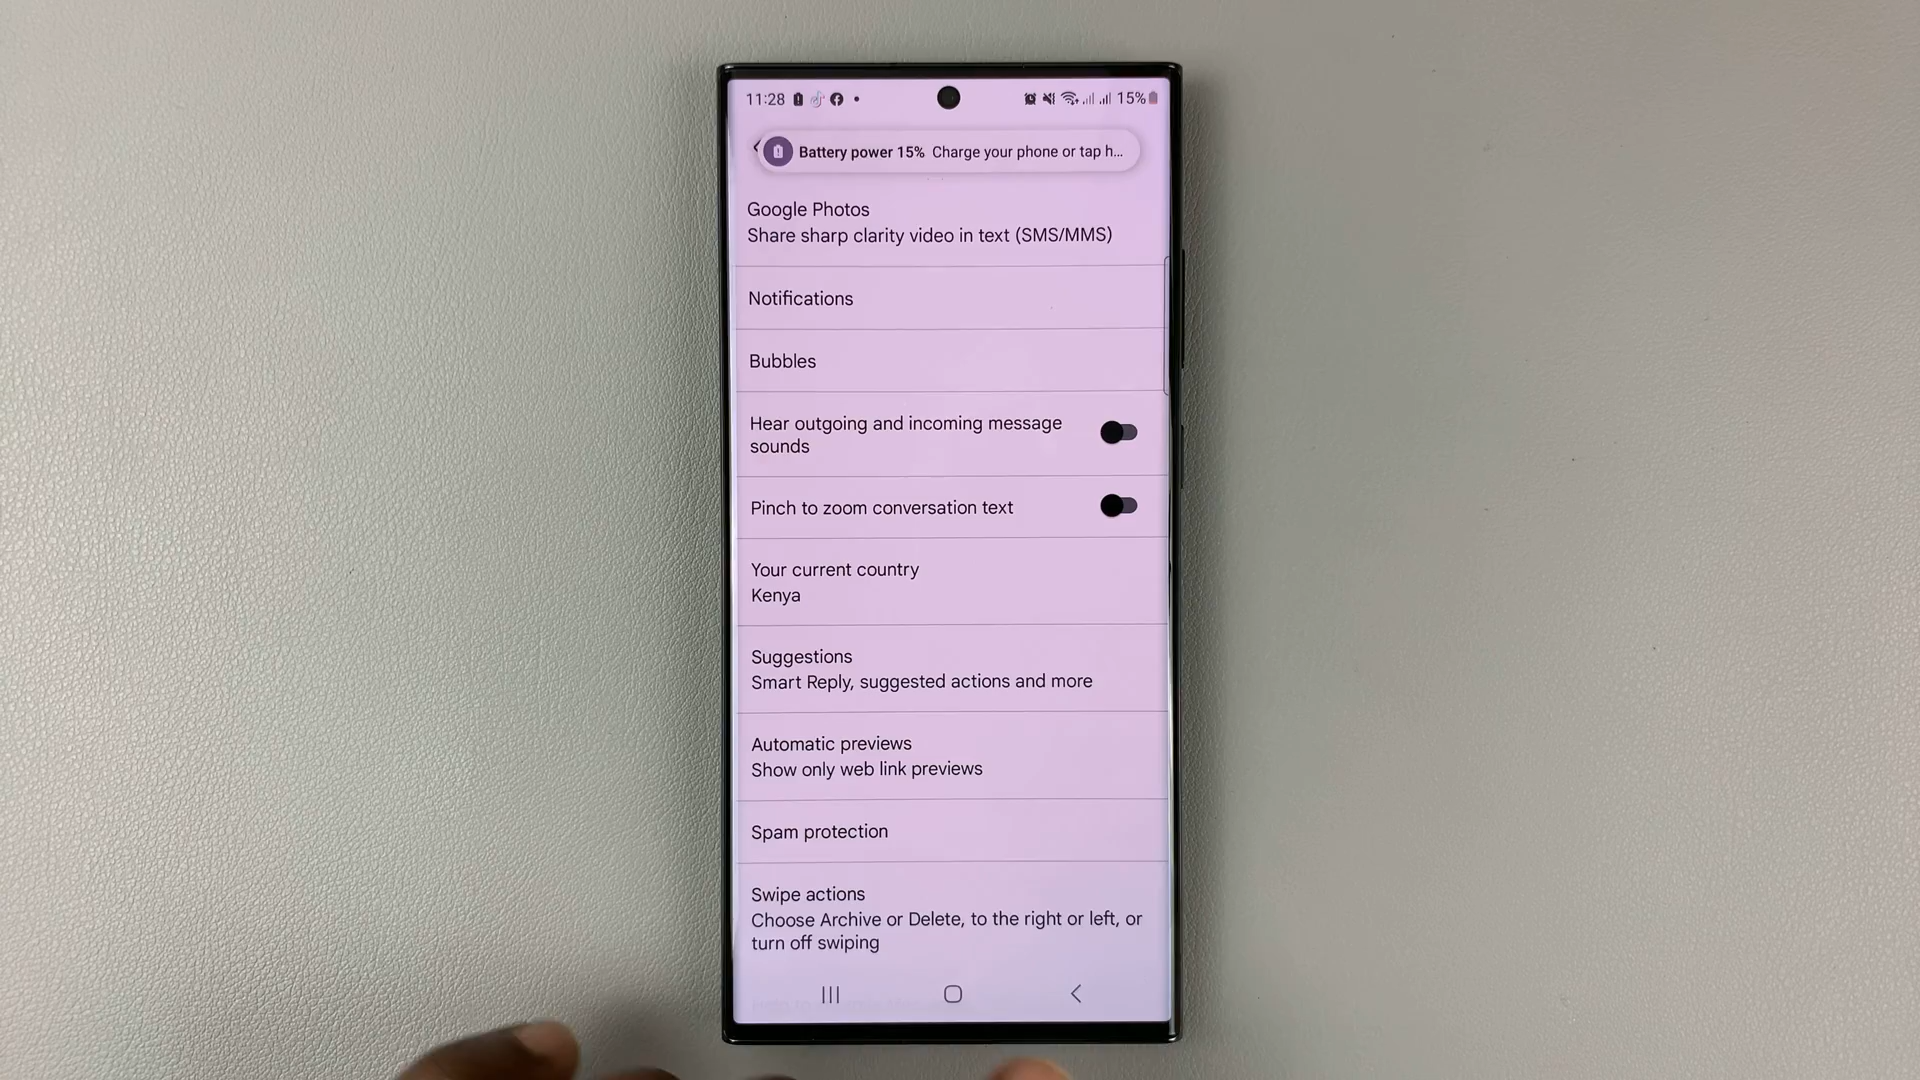 11:28
15%
Battery power 15% Charge your phone or tap h...
Google Photos
Share sharp clarity video in text (SMS/MMS)
Notifications
Bubbles
Hear outgoing and incoming message
sounds
Pinch to zoom conversation text
Your current country
Kenya
Suggestions
Smart Reply, suggested actions and more
Automatic previews
Show only web link previews
Spam protection
Swipe actions
Choose Archive or Delete, to the right or left, or
turn off swiping